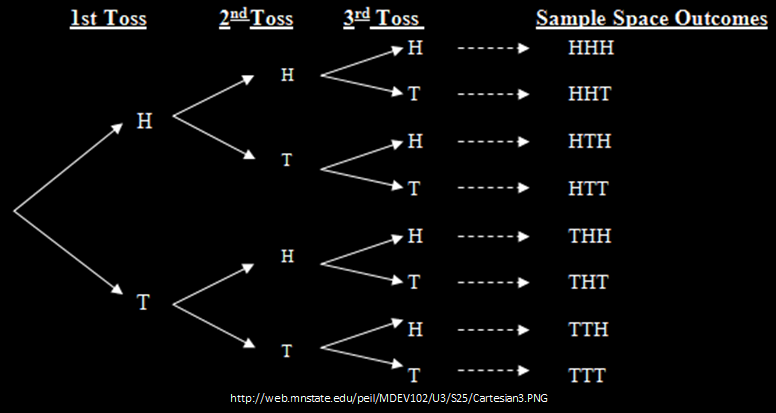 1st Toss 2nd Toss 3rd Toss Sample Space Outcomes
H HHH
H
T HHT
H
H HTH
T
T HTT
H THH
H
T THT
T
H TTH
T
T TTT
http://web.mnstate.edu/peil/MDEV102/U3/S25/Cartesian3.PNG